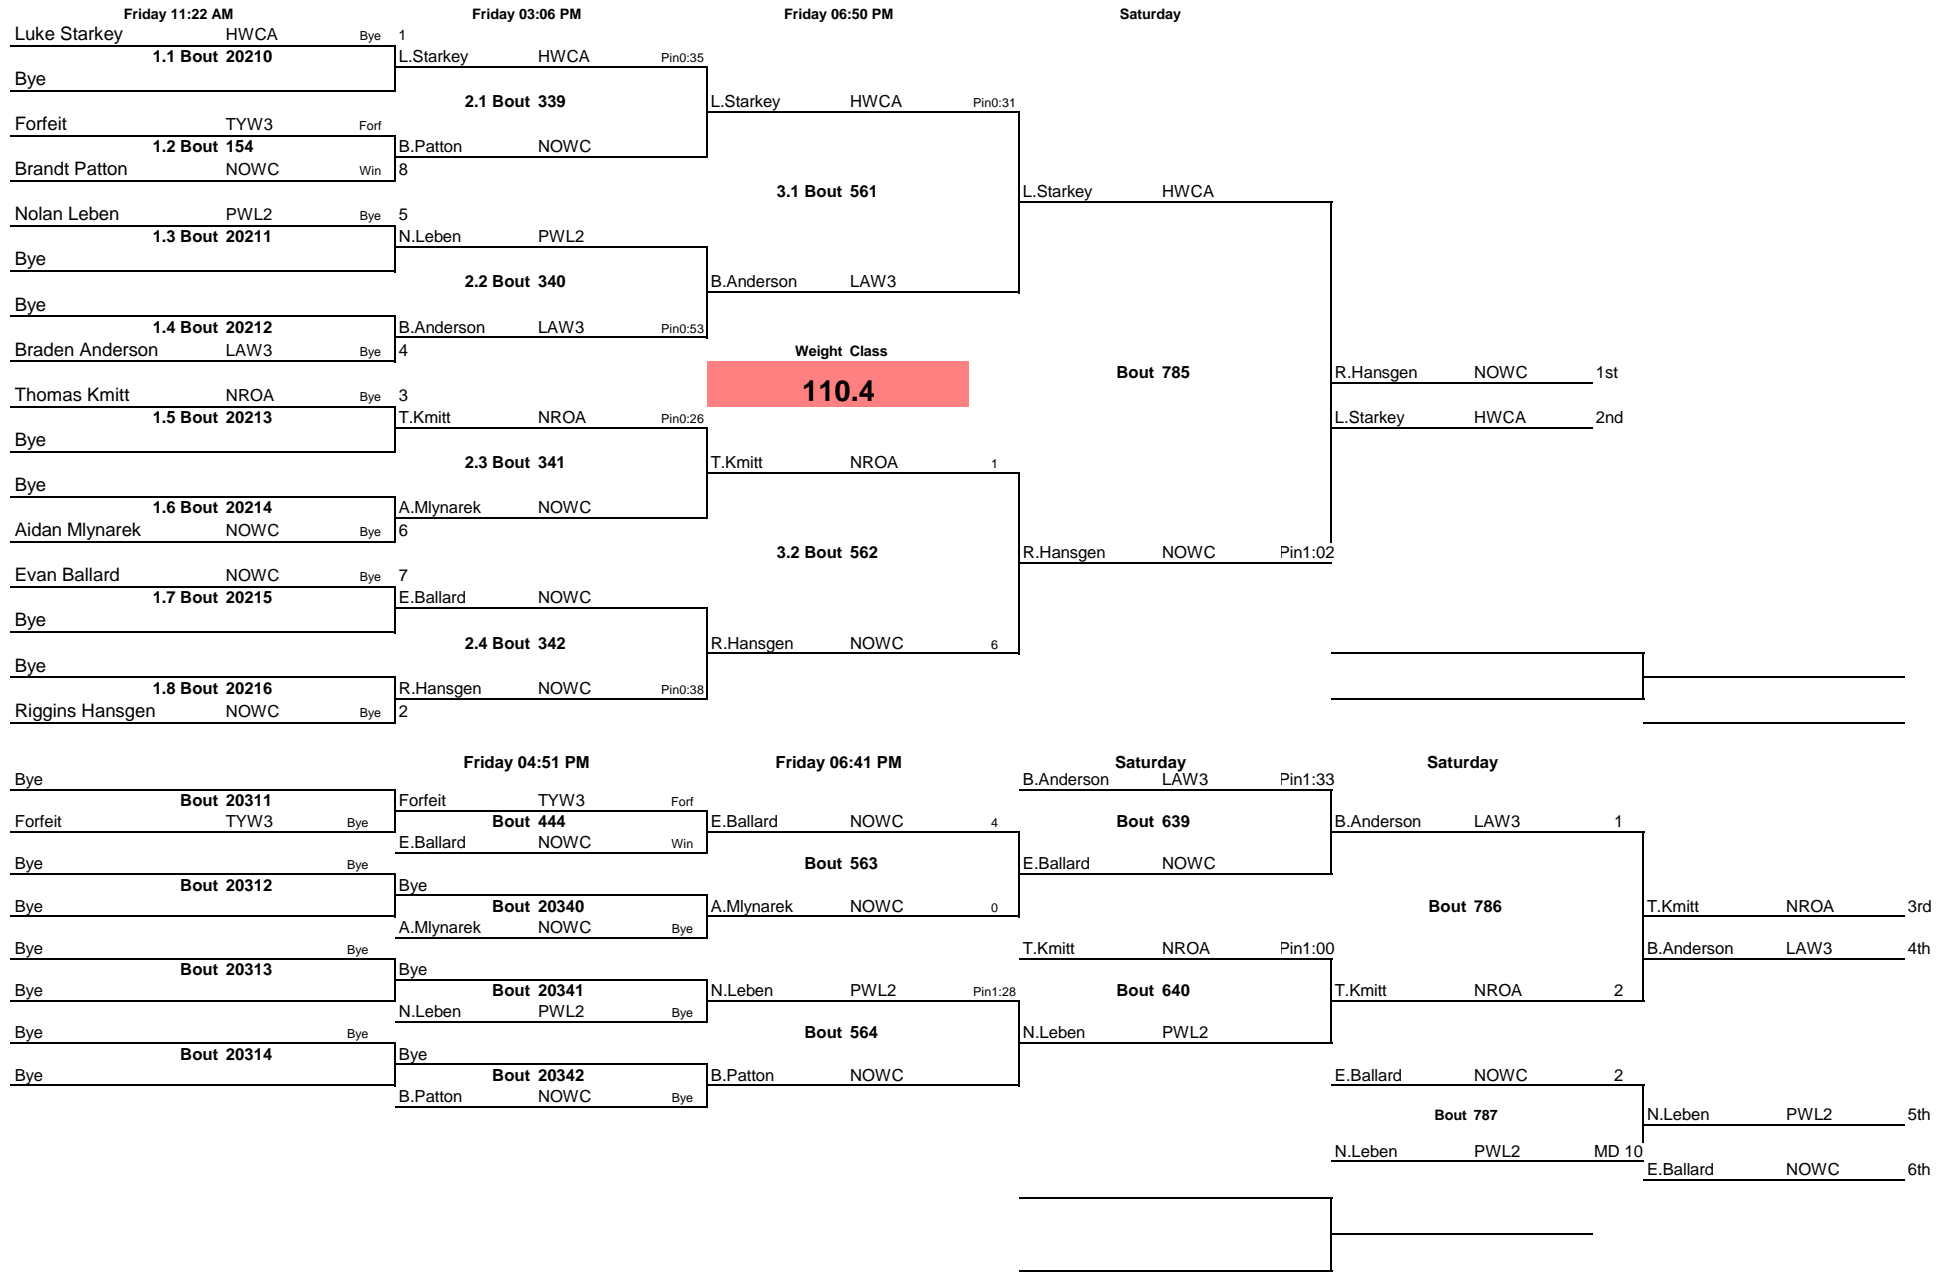 Friday 11:22 AM Friday 03:06 PM Friday 06:50 PM Saturday
Luke Starkey HWCA Bye 1
1.1 Bout 20210 L.Starkey HWCA Pin0:35
Bye
2.1 Bout 339 L.Starkey HWCA Pin0:31
Forfeit TYW3 Forf
1.2 Bout 154 B.Patton NOWC
Brandt Patton NOWC Win 8
3.1 Bout 561 L.Starkey HWCA
Nolan Leben PWL2 Bye 5
1.3 Bout 20211 N.Leben PWL2
Bye
2.2 Bout 340 B.Anderson LAW3
Bye
1.4 Bout 20212 B.Anderson LAW3 Pin0:53
Braden Anderson LAW3 Bye 4
Weight Class
110.4
Bout 785 R.Hansgen NOWC 1st
Thomas Kmitt NROA Bye 3
1.5 Bout 20213 T.Kmitt NROA Pin0:26
L.Starkey HWCA 2nd
Bye
2.3 Bout 341 T.Kmitt NROA 1
Bye
1.6 Bout 20214 A.Mlynarek NOWC
Aidan Mlynarek NOWC Bye 6
3.2 Bout 562 R.Hansgen NOWC Pin1:02
Evan Ballard NOWC Bye 7
1.7 Bout 20215 E.Ballard NOWC
Bye
2.4 Bout 342 R.Hansgen NOWC 6
Bye
1.8 Bout 20216 R.Hansgen NOWC Pin0:38
Riggins Hansgen NOWC Bye 2
Friday 04:51 PM Friday 06:41 PM Saturday Saturday
Bye B.Anderson LAW3 Pin1:33
Bout 20311 Forfeit TYW3 Forf
Forfeit TYW3 Bye Bout 444 E.Ballard NOWC 4 Bout 639 B.Anderson LAW3 1
E.Ballard NOWC Win
Bye Bye Bout 563 E.Ballard NOWC
Bout 20312 Bye
Bye Bout 20340 A.Mlynarek NOWC 0 Bout 786 T.Kmitt NROA 3rd
A.Mlynarek NOWC Bye
Bye Bye T.Kmitt NROA Pin1:00 B.Anderson LAW3 4th
Bout 20313 Bye
Bye Bout 20341 N.Leben PWL2 Pin1:28 Bout 640 T.Kmitt NROA 2
N.Leben PWL2 Bye
Bye Bye Bout 564 N.Leben PWL2
Bout 20314 Bye
Bye Bout 20342 B.Patton NOWC E.Ballard NOWC 2
B.Patton NOWC Bye
Bout 787 N.Leben PWL2 5th
N.Leben PWL2 MD 10
E.Ballard NOWC 6th